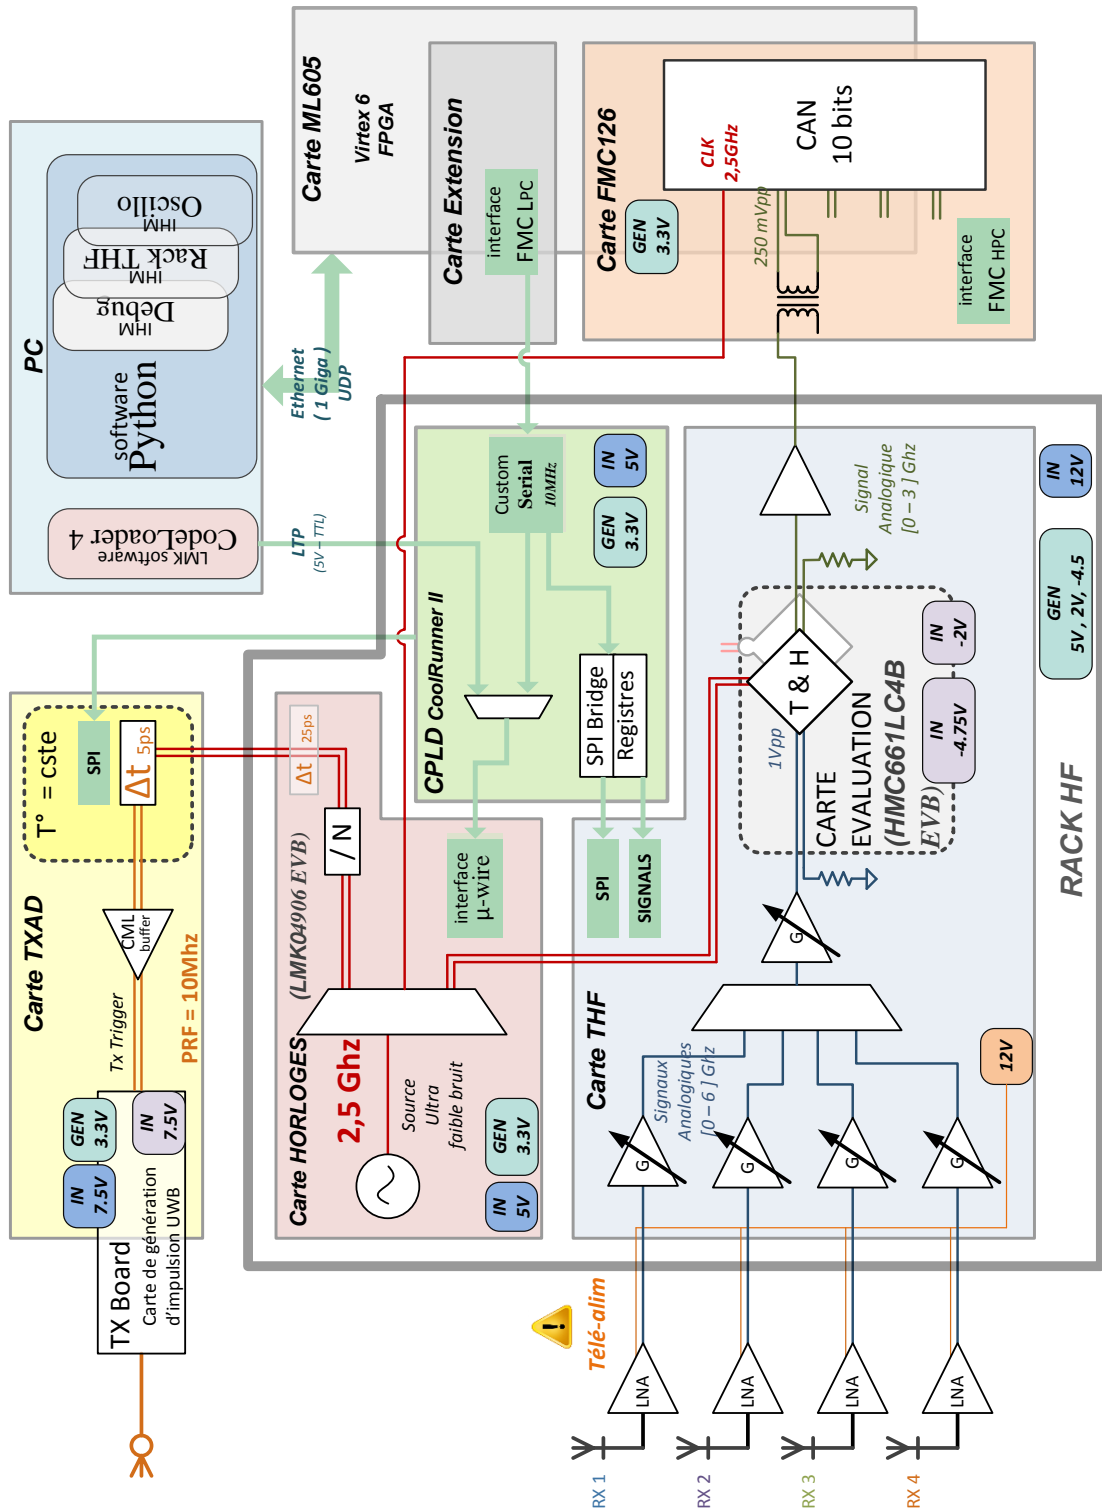 Carte TXAD
TX Board
Carte de génération
d'impulsion UWB
IN
7.5V
GEN
3.3V
IN
7.5V
Tx Trigger
PRF = 10Mhz
CML
buffer
T° = cste
Δt 5ps
SPI
PC
software
Python
IHM
Debug
IHM
Rack THF
IHM
Oscillo
LMK software
CodeLoader 4
LTP
(5V – TTL)
Ethernet
( 1 Giga )
UDP
Carte ML605
Virtex 6
FPGA
Carte Extension
interface
FMC LPC
Carte FMC126
GEN
3.3V
CLK
2,5GHz
CAN
10 bits
250 mVpp
interface
FMC HPC
Carte HORLOGES
(LMK04906 EVB)
2,5 Ghz
Source
Ultra
faible bruit
IN
5V
GEN
3.3V
/ N
Δt 25ps
interface
µ-wire
CPLD CoolRunner II
Custom
Serial
10MHz
GEN
3.3V
IN
5V
SPI Bridge
Registres
SPI
SIGNALS
Carte THF
Signaux
Analogiques
[0 – 6 ] Ghz
G
G
G
G
G
12V
1Vpp
T & H
CARTE
EVALUATION
(HMC661LC4B
EVB)
IN
-4.75V
IN
-2V
Signal
Analogique
[0 – 3 ] Ghz
RACK HF
GEN
5V , 2V, -4.5
IN
12V
Télé-alim
LNA
LNA
LNA
LNA
RX 1
RX 2
RX 3
RX 4